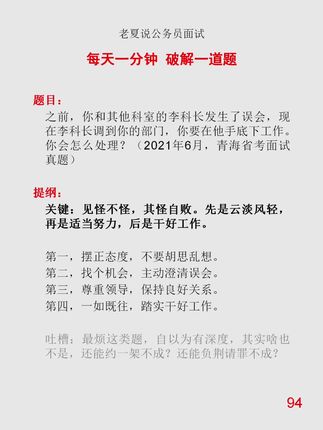 老夏说公务员面试
每天一分钟 破解一道题
题目：
之前，你和其他科室的李科长发生了误会，现
在李科长调到你的部门，你要在他手底下工作。
你会怎么处理？（2021年6月，青海省考面试
真题）
提纲：
关键：见怪不怪，其怪自败。先是云淡风轻，
再是适当努力，后是干好工作。
第一，摆正态度，不要胡思乱想。
第二，找个机会，主动澄清误会。
第三，尊重领导，保持良好关系。
第四，一如既往，踏实干好工作。
吐槽：最烦这类题，自以为有深度，其实啥也
不是，还能约一架不成？还能负荆请罪不成？
94